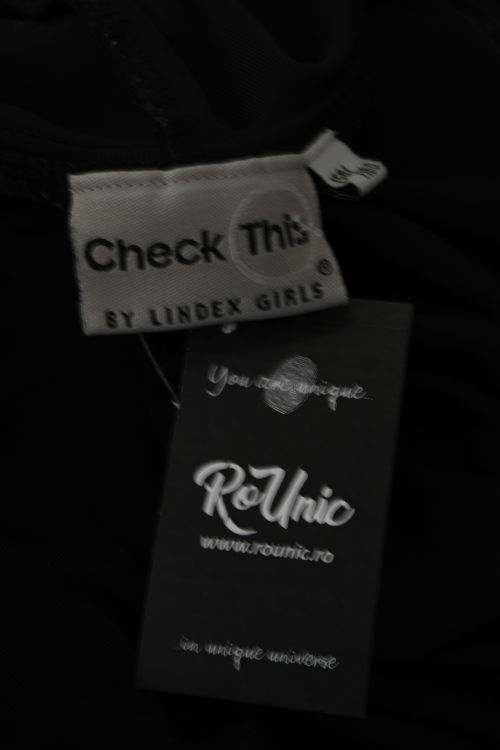 Check This
®
BY LINDEX GIRLS
You are unique...
RoUnic
www.rounic.ro
...in unique universe